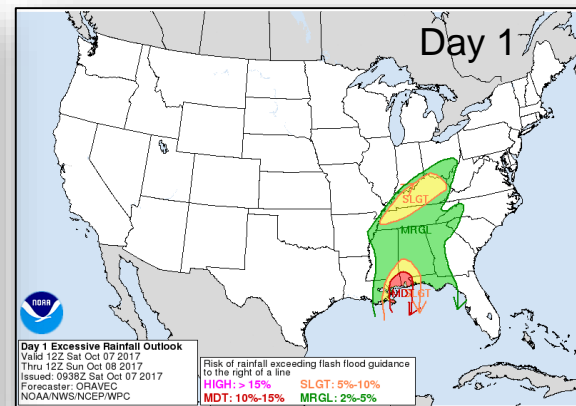 Day 1
SLGT
MRGL
MDT
SLGT
NOAA
Day 1 Excessive Rainfall Outlook
Valid 12Z Sat Oct 07 2017
Thru 12Z Sun Oct 08 2017
Issued: 0938Z Sat Oct 07 2017
Forecaster: ORAVEC
NOAA/NWS/NCEP/WPC
Risk of rainfall exceeding flash flood guidance
to the right of a line
HIGH: > 15% SLGT: 5%-10%
MDT: 10%-15% MRGL: 2%-5%